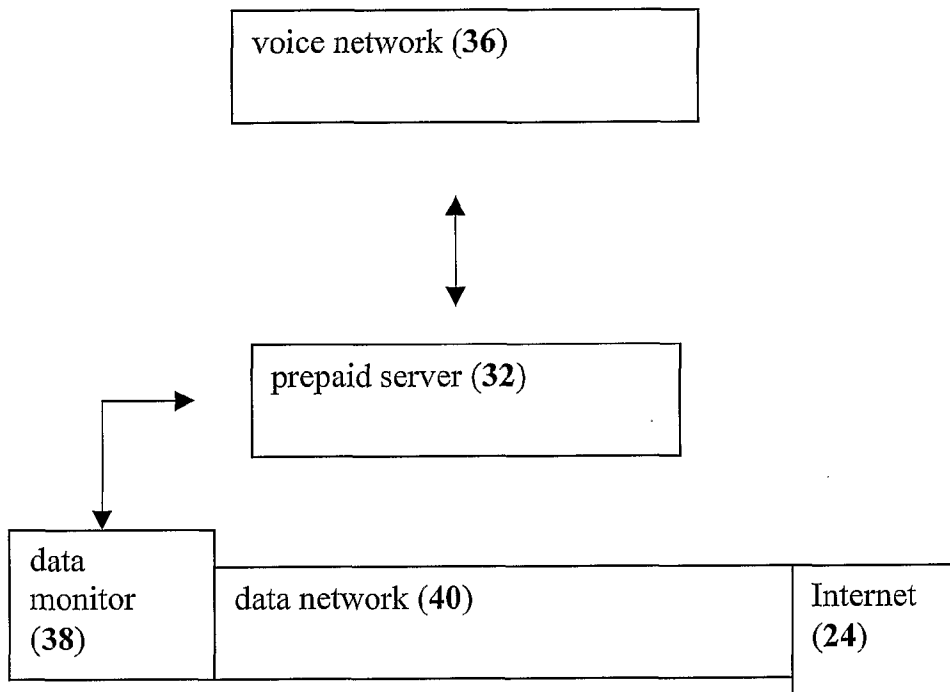 voice network (36)
prepaid server (32)
data
monitor
(38)
data network (40)
Internet
(24)